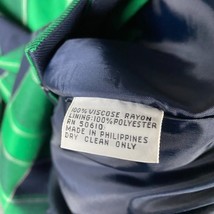 100% VISCOSE RAYON
LINING:100%POLYESTER
RN 50610
MADE IN PHILIPPINES
DRY CLEAN ONLY